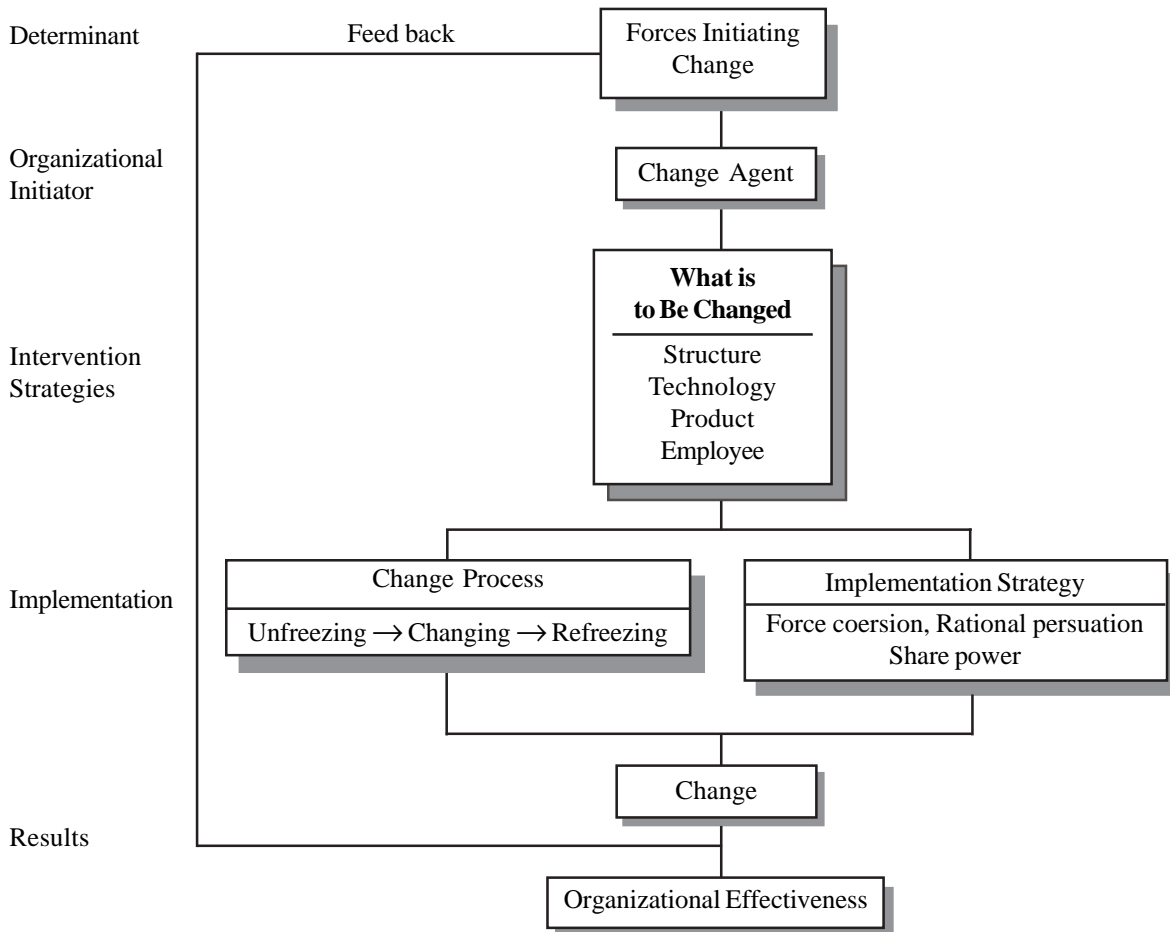 Determinant
Feed back
Forces Initiating
Change
Organizational
Initiator
Change Agent
What is
to Be Changed
Intervention
Strategies
Structure
Technology
Product
Employee
Implementation
Change Process
Unfreezing → Changing → Refreezing
Implementation Strategy
Force coersion, Rational persuation
Share power
Change
Results
Organizational Effectiveness